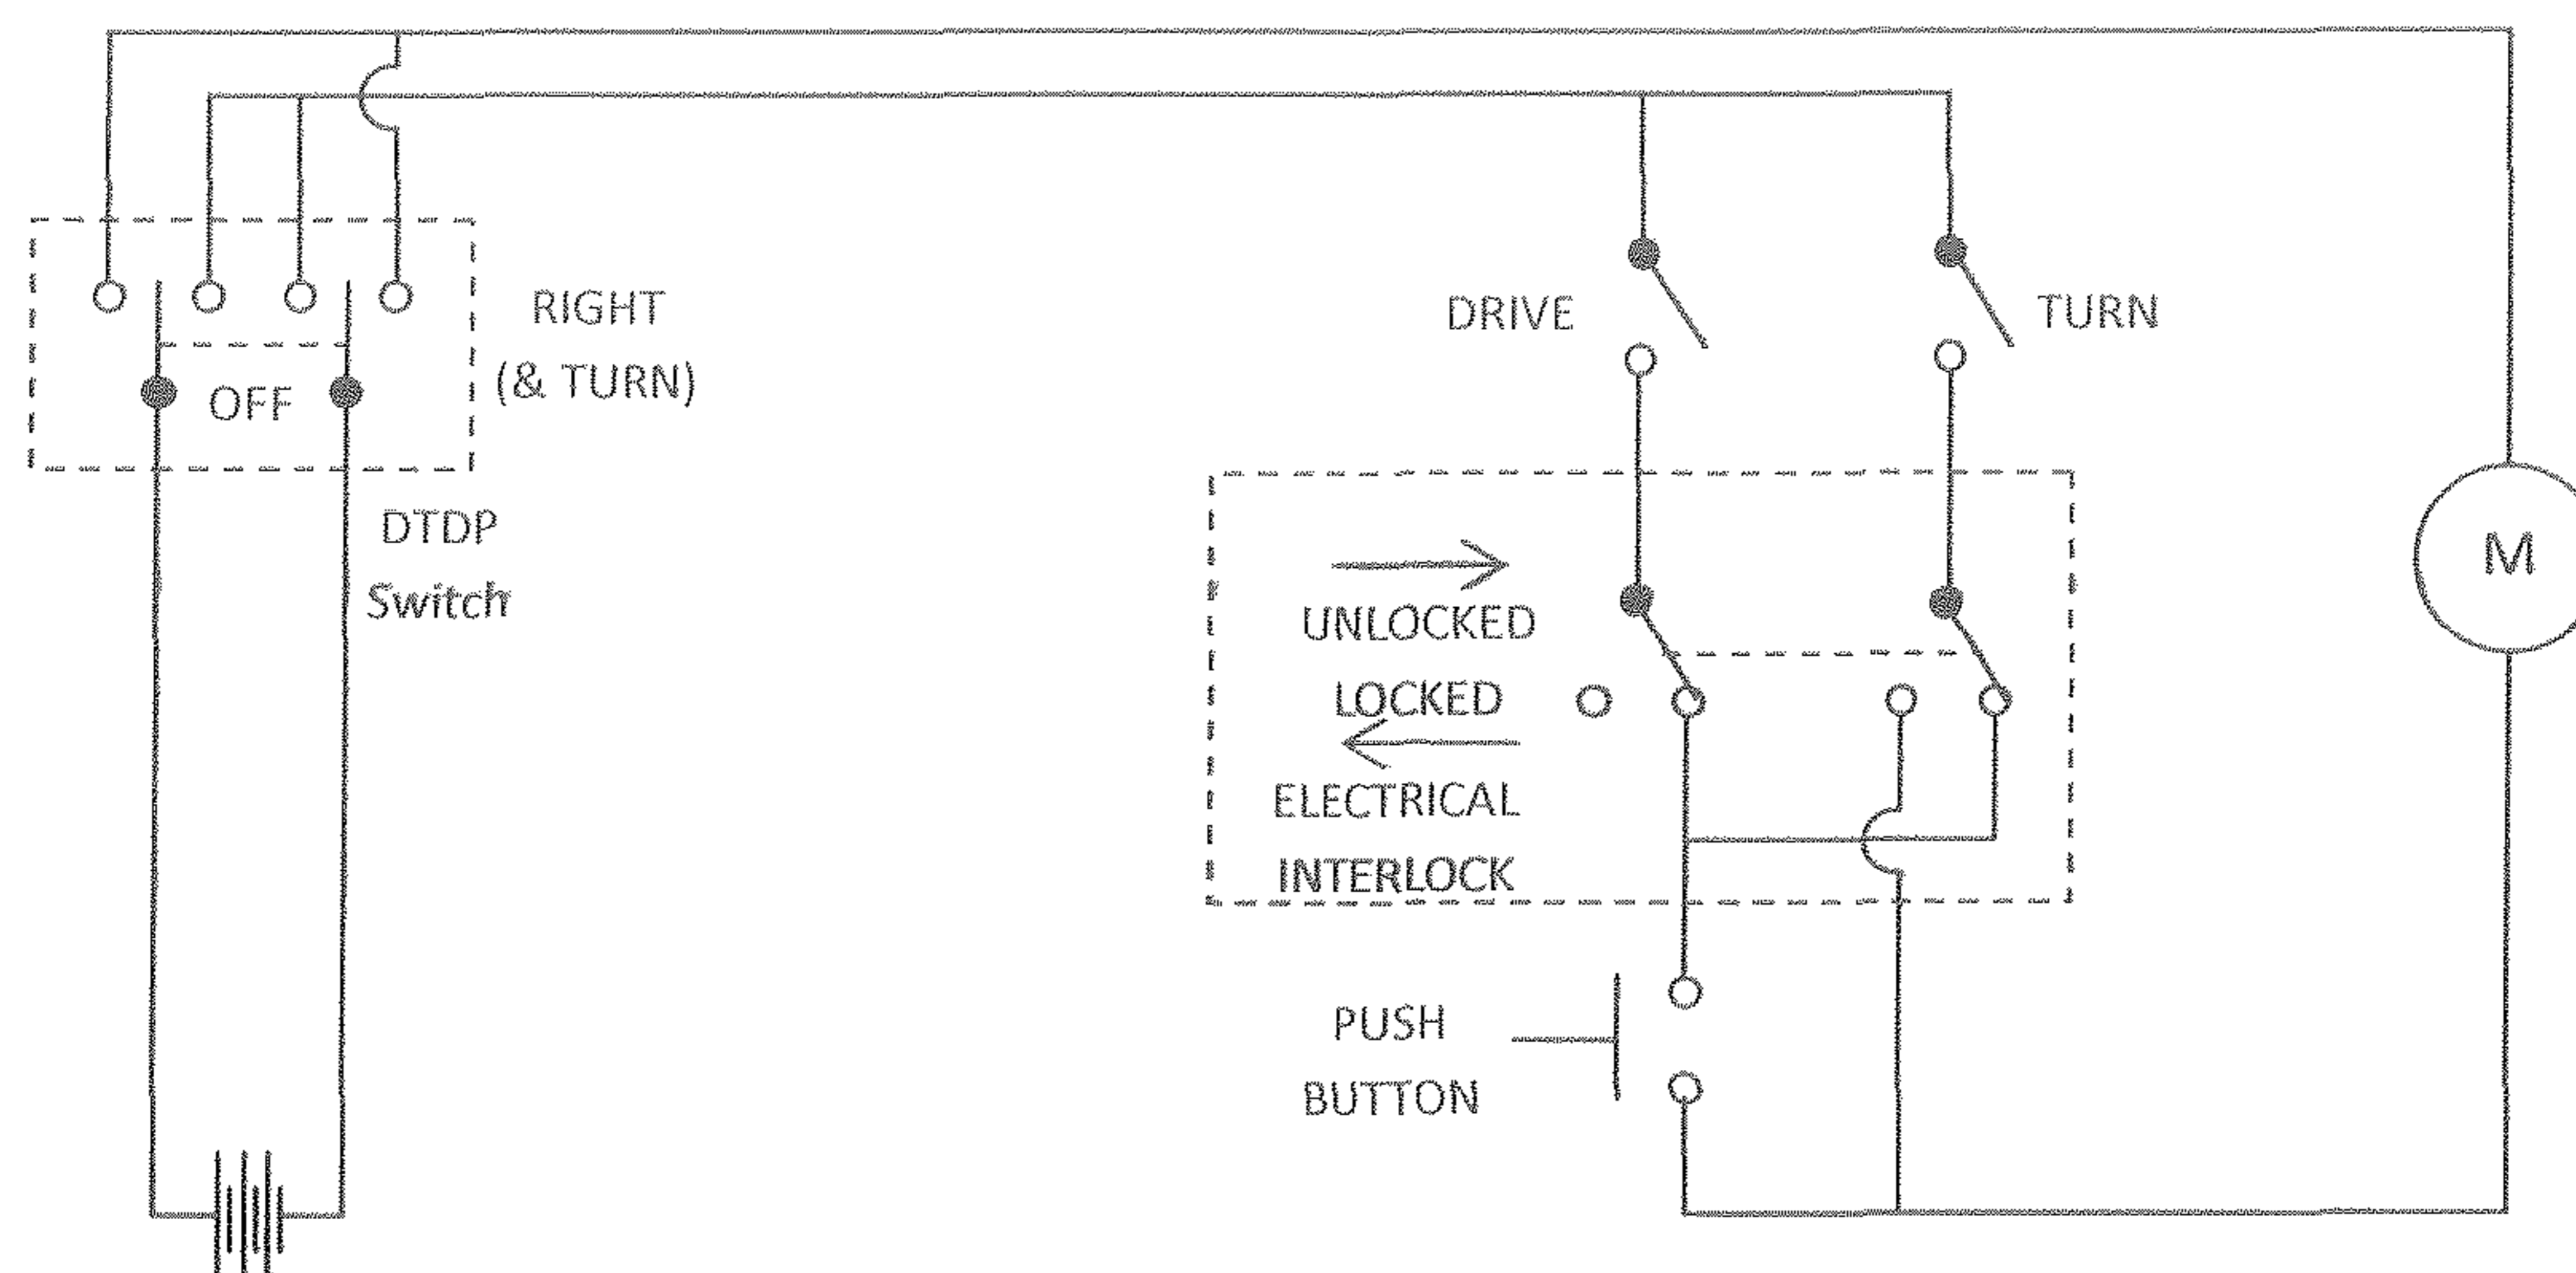 RIGHT
(& TURN)
OFF
DTDP
Switch
DRIVE
TURN
UNLOCKED
LOCKED
ELECTRICAL
INTERLOCK
M
PUSH
BUTTON